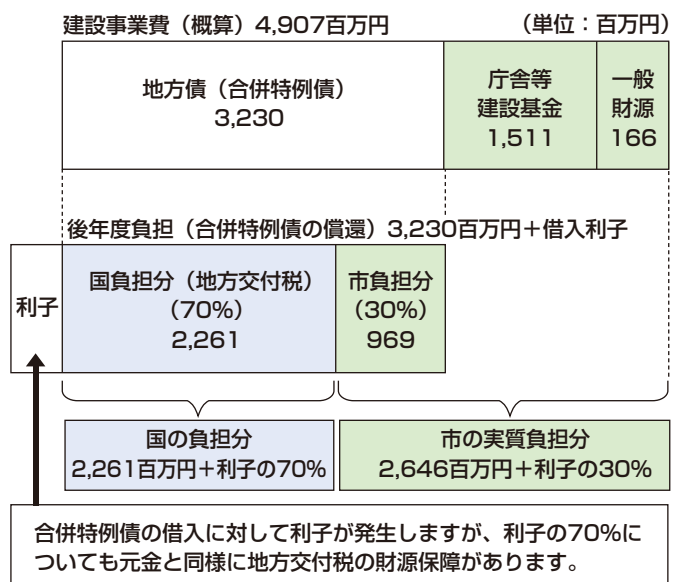 建設事業費（概算）4,907百万円
（単位：百万円）
地方債（合併特例債）
3,230
庁舎等
建設基金
1,511
一般
財源
166
後年度負担（合併特例債の償還）3,230百万円＋借入利子
利子
国負担分（地方交付税）
（70%）
2,261
市負担分
（30%）
969
国の負担分
2,261百万円＋利子の70%
市の実質負担分
2,646百万円＋利子の30%
合併特例債の借入に対して利子が発生しますが、利子の70%に
ついても元金と同様に地方交付税の財源保障があります。